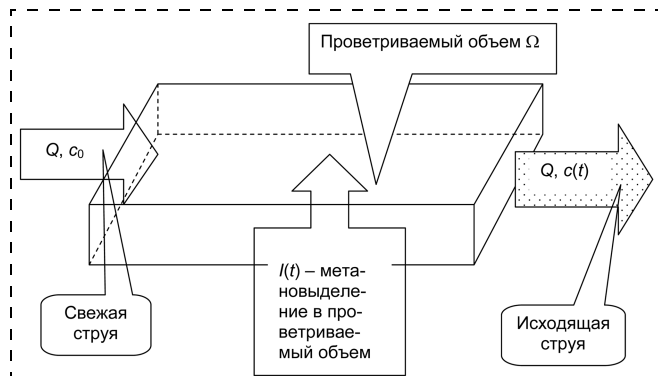 Проветриваемый объем Ω
Q, c₀
Q, c(t)
I(t) – мета-
новыделе-
ние в про-
ветривае-
мый объем
Свежая
струя
Исходящая
струя